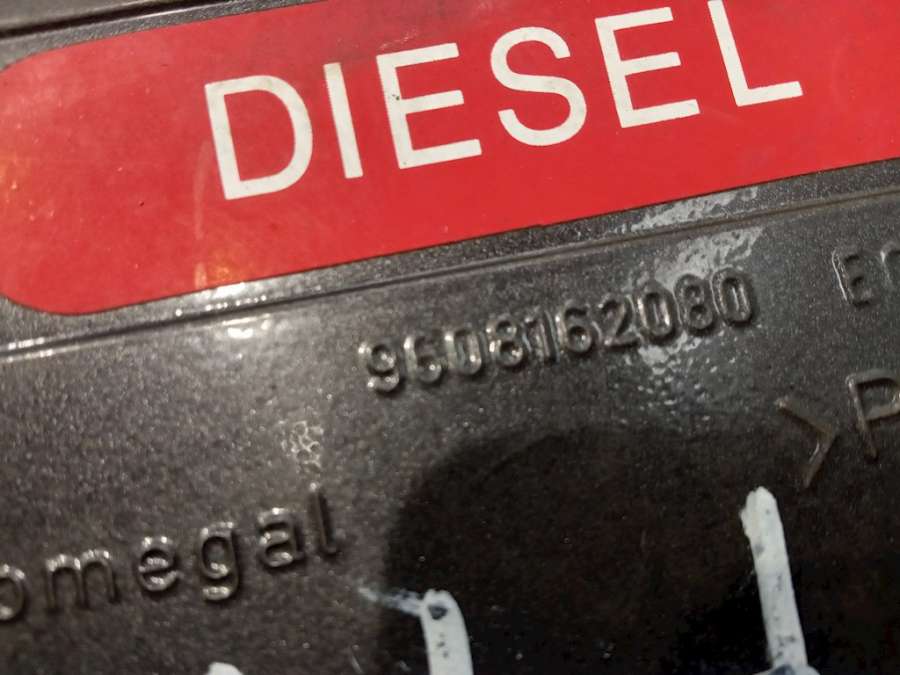 DIESEL
9608162080
>P
omegal